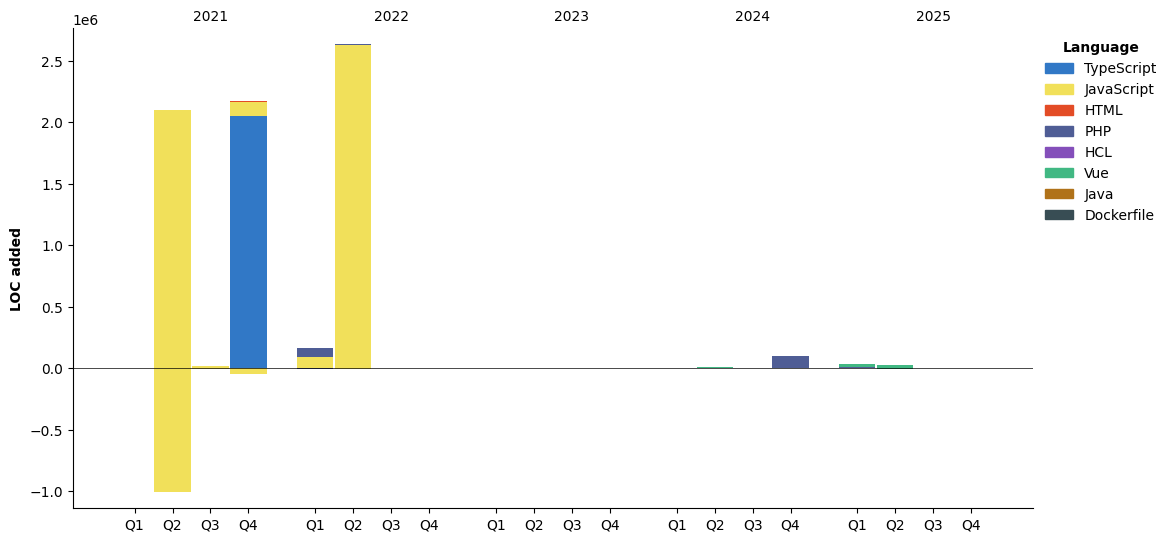 1e6
2021 2022 2023 2024 2025
Language
TypeScript
JavaScript
HTML
PHP
HCL
Vue
Java
Dockerfile
LOC added
2.5
2.0
1.5
1.0
0.5
0.0
−0.5
−1.0
Q1 Q2 Q3 Q4 Q1 Q2 Q3 Q4 Q1 Q2 Q3 Q4 Q1 Q2 Q3 Q4 Q1 Q2 Q3 Q4